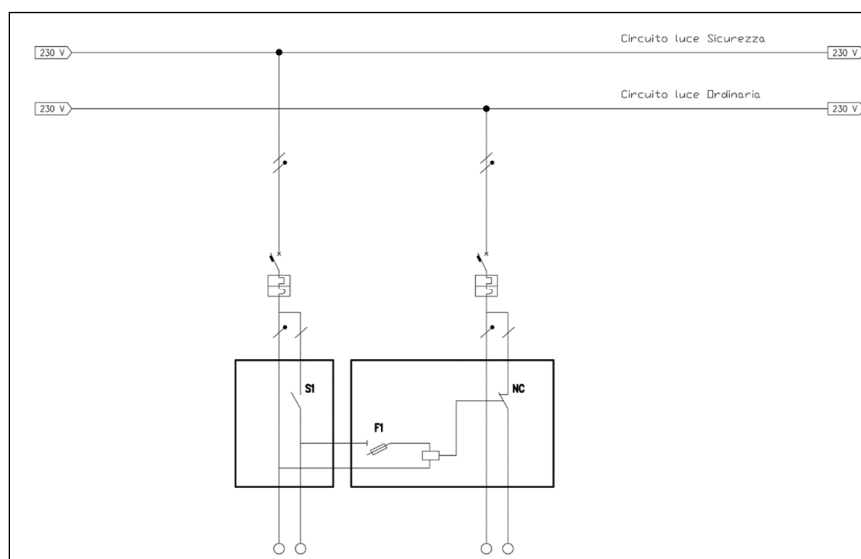 Circuito luce Sicurezza
230 V
230 V
Circuito luce Ordinaria
230 V
230 V
S1
NC
F1